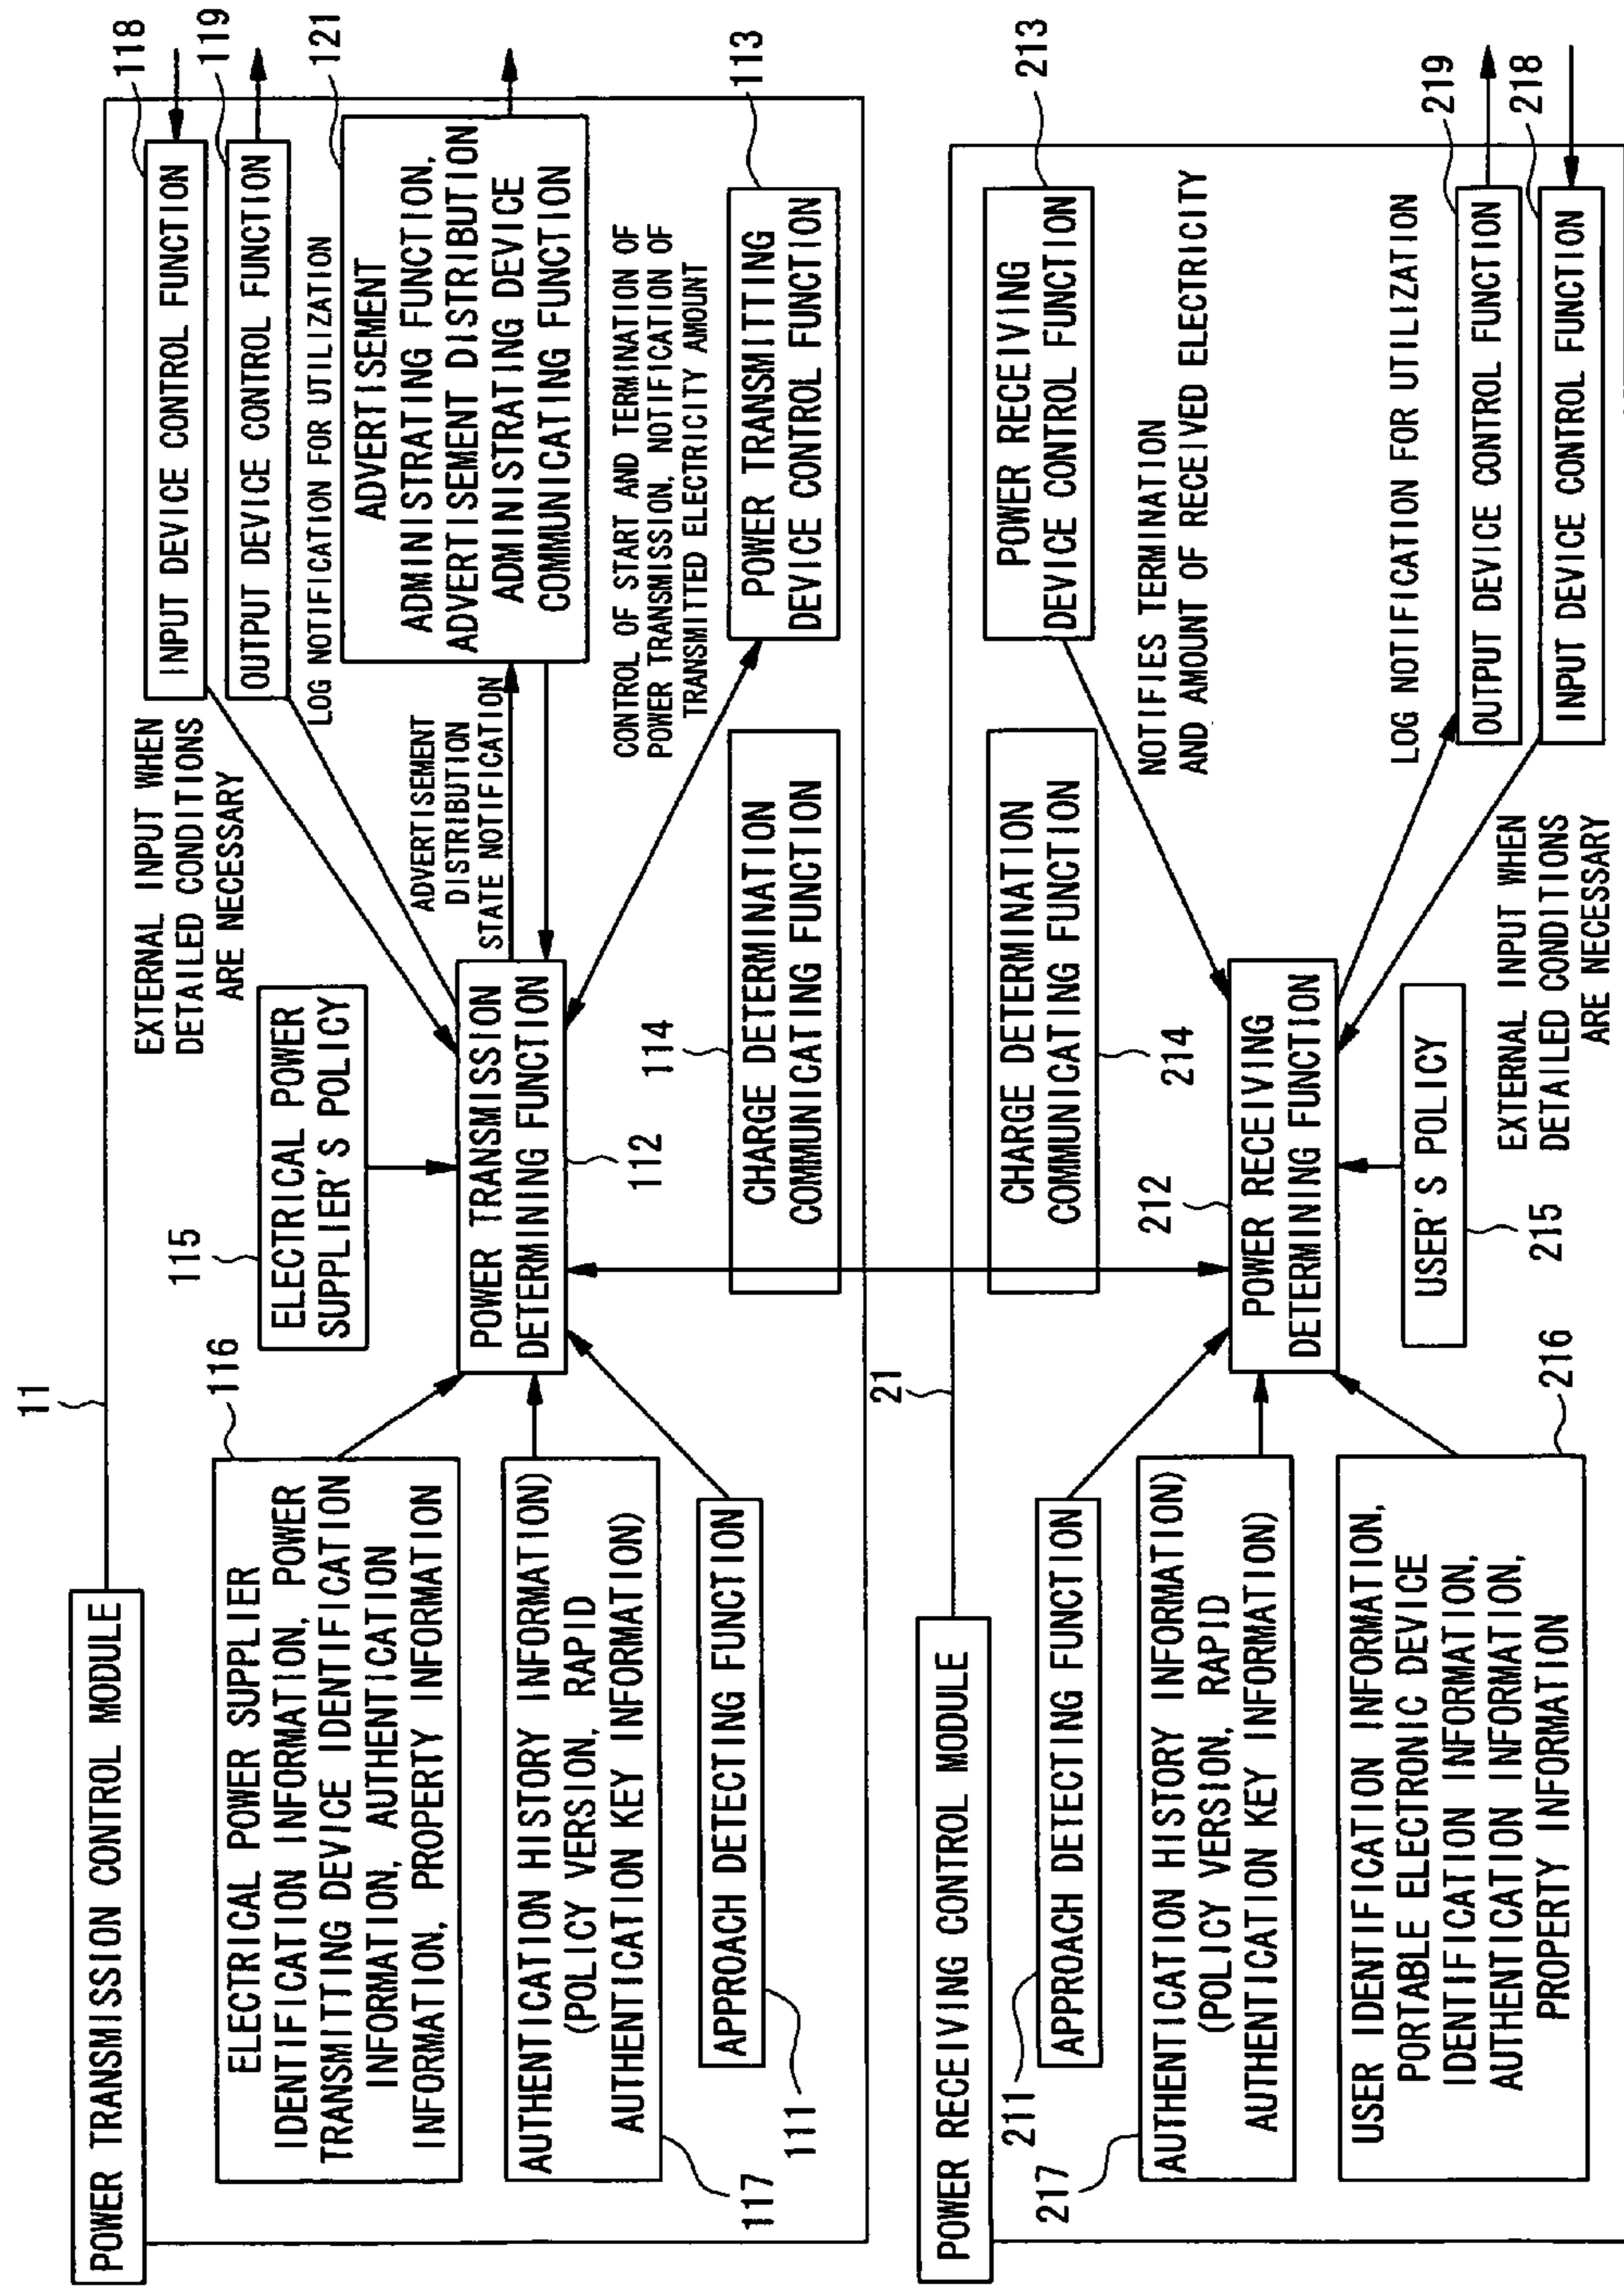 POWER TRANSMISSION CONTROL MODULE
11
ELECTRICAL POWER SUPPLIER
IDENTIFICATION INFORMATION, POWER
TRANSMITTING DEVICE IDENTIFICATION
INFORMATION, AUTHENTICATION
INFORMATION, PROPERTY INFORMATION
116
AUTHENTICATION HISTORY INFORMATION)
(POLICY VERSION, RAPID
AUTHENTICATION KEY INFORMATION)
117
APPROACH DETECTING FUNCTION
111
115
ELECTRICAL POWER
SUPPLIER'S POLICY
POWER TRANSMISSION
DETERMINING FUNCTION
112
EXTERNAL INPUT WHEN
DETAILED CONDITIONS
ARE NECESSARY
INPUT DEVICE CONTROL FUNCTION
118
OUTPUT DEVICE CONTROL FUNCTION
119
LOG NOTIFICATION FOR UTILIZATION
ADVERTISEMENT
DISTRIBUTION
STATE NOTIFICATION
ADVERTISEMENT
ADMINISTRATING FUNCTION,
ADVERTISEMENT DISTRIBUTION
ADMINISTRATING DEVICE
COMMUNICATING FUNCTION
121
CONTROL OF START AND TERMINATION OF
POWER TRANSMISSION, NOTIFICATION OF
TRANSMITTED ELECTRICITY AMOUNT
114
CHARGE DETERMINATION
COMMUNICATING FUNCTION
POWER TRANSMITTING
DEVICE CONTROL FUNCTION
113
POWER RECEIVING CONTROL MODULE
21
211
APPROACH DETECTING FUNCTION
217
AUTHENTICATION HISTORY INFORMATION
(POLICY VERSION, RAPID
AUTHENTICATION KEY INFORMATION)
USER IDENTIFICATION INFORMATION,
PORTABLE ELECTRONIC DEVICE
IDENTIFICATION INFORMATION,
AUTHENTICATION INFORMATION,
PROPERTY INFORMATION
216
CHARGE DETERMINATION
COMMUNICATING FUNCTION
214
212
POWER RECEIVING
DETERMINING FUNCTION
USER'S POLICY
215
POWER RECEIVING
DEVICE CONTROL FUNCTION
213
NOTIFIES TERMINATION
AND AMOUNT OF RECEIVED ELECTRICITY
LOG NOTIFICATION FOR UTILIZATION
OUTPUT DEVICE CONTROL FUNCTION
219
INPUT DEVICE CONTROL FUNCTION
218
EXTERNAL INPUT WHEN
DETAILED CONDITIONS
ARE NECESSARY